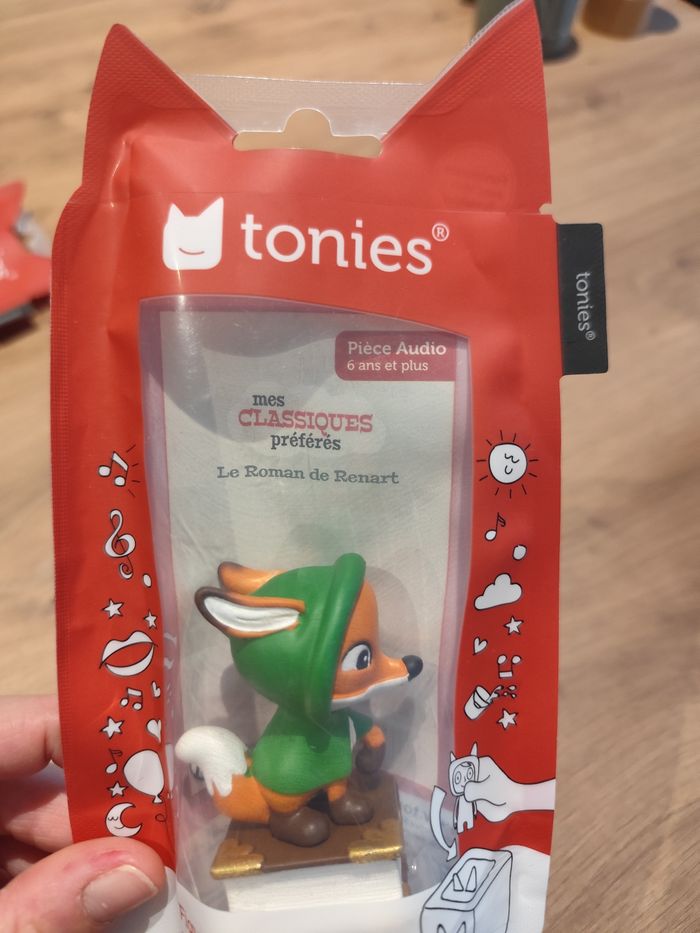 tonies®
tonies®
Pièce Audio
6 ans et plus
mes
CLASSIQUES
préférés
Le Roman de Renart